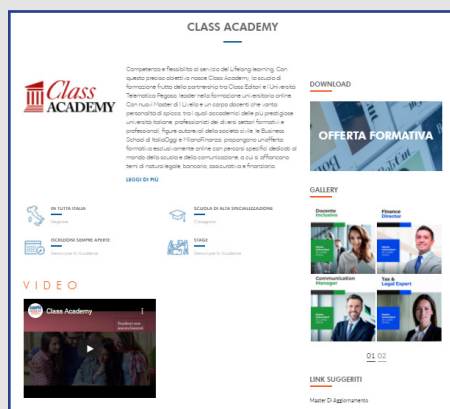 CLASS ACADEMY
Class
ACADEMY
Competenza e flessibilità al servizio del Lifelong learning. Con
questo preciso obiettivo nasce Class Academy, la scuola di
formazione frutto della partnership tra Class Editori e l'Università
Telematica Pegaso, leader nella formazione universitaria online.
Con nuovi Master di I Livello e un corpo docenti che vanta
personalità di spicco, tra i quali accademici delle più prestigiose
università italiane, professionisti dei diversi settori formativi e
professionali, figure autorevoli della società civile, le Business
School di ItaliaOggi e MilanoFinanza, propongono un'offerta
formativa esclusivamente online con percorsi specifici dedicati al
mondo della scuola e della comunicazione, a cui si affiancano
temi di natura legale, bancaria, assicurativa e finanziaria.
LEGGI DI PIÙ
IN TUTTA ITALIA
SCUOLA DI ALTA SPECIALIZZAZIONE
Categoria
ISCRIZIONI SEMPRE APERTE
STAGE
VIDEO
Class Academy
DOWNLOAD
OFFERTA FORMATIVA
GALLERY
Docente
Inclusivo
Finance
Director
Communication
Manager
Tax &
Legal Expert
01 02
LINK SUGGERITI
Master Di Aggiornamento